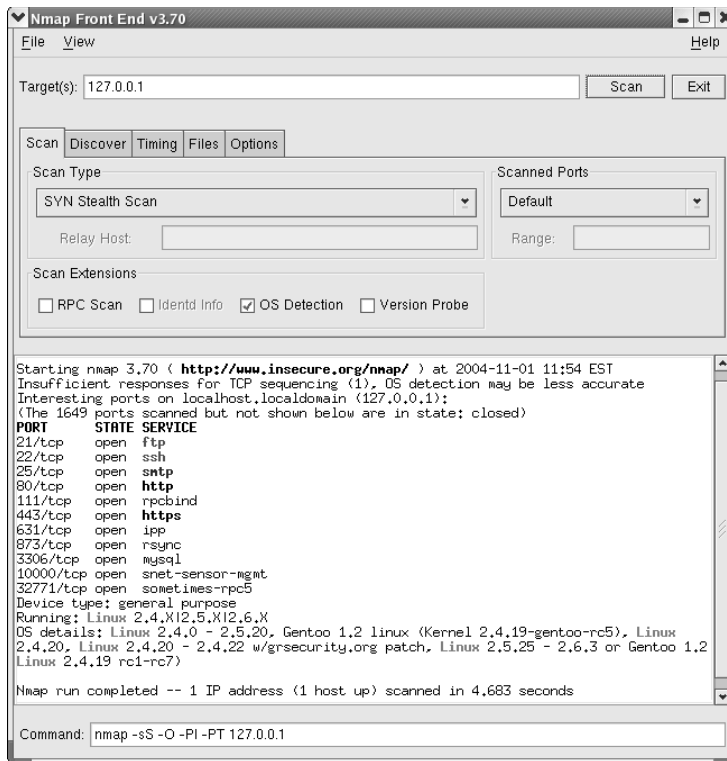 Nmap Front End v3.70
File View Help
Target(s): 127.0.0.1 Scan Exit
Scan Discover Timing Files Options
Scan Type Scanned Ports
SYN Stealth Scan Default
Relay Host: Range:
Scan Extensions
RPC Scan Identd Info OS Detection Version Probe
Starting nmap 3.70 ( http://www.insecure.org/nmap/ ) at 2004-11-01 11:54 EST
Insufficient responses for TCP sequencing (1), OS detection may be less accurate
Interesting ports on localhost.localdomain (127.0.0.1):
(The 1649 ports scanned but not shown below are in state: closed)
PORT STATE SERVICE
21/tcp open ftp
22/tcp open ssh
25/tcp open smtp
80/tcp open http
111/tcp open rpcbind
443/tcp open https
631/tcp open ipp
873/tcp open rsync
3306/tcp open mysql
10000/tcp open snet-sensor-mgmt
32771/tcp open sometimes-rpc5
Device type: general purpose
Running: Linux 2.4.X|2.5.X|2.6.X
OS details: Linux 2.4.0 - 2.5.20, Gentoo 1.2 linux (Kernel 2.4.19-gentoo-rc5), Linux
2.4.20, Linux 2.4.20 - 2.4.22 w/grsecurity.org patch, Linux 2.5.25 - 2.6.3 or Gentoo 1.2
Linux 2.4.19 rc1-rc7)
Nmap run completed -- 1 IP address (1 host up) scanned in 4.683 seconds
Command: nmap -sS -O -PI -PT 127.0.0.1